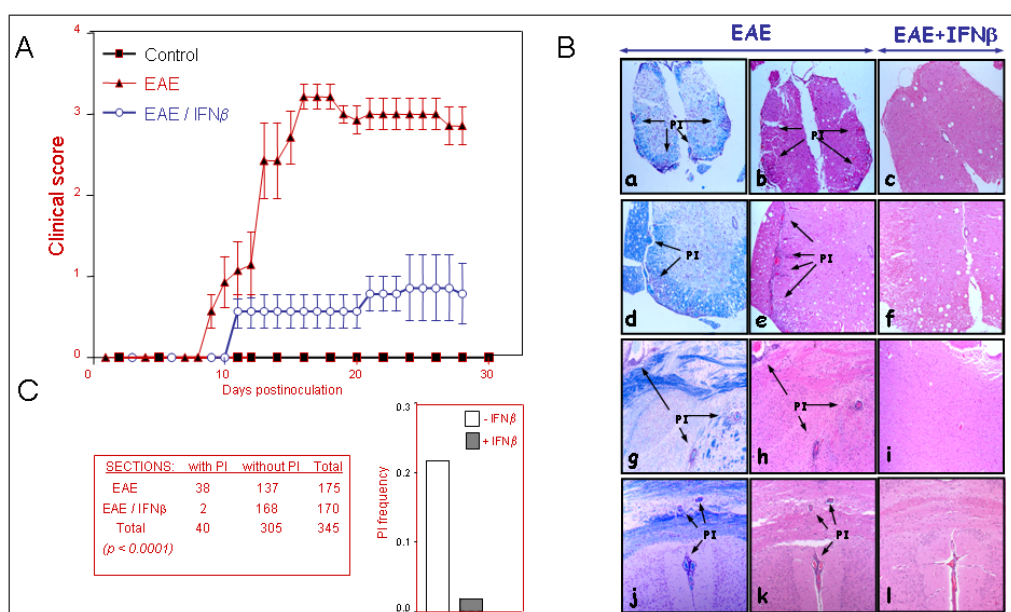 A
4
3
2
1
0
Clinical score
Control
EAE
EAE / IFNβ
0
10
20
30
Days postinoculation
B
EAE
EAE+IFNβ
PI
a
PI
b
c
PI
d
PI
e
f
PI
g
PI
h
i
PI
j
PI
k
l
C
SECTIONS: with PI without PI Total
EAE 38 137 175
EAE / IFNβ 2 168 170
Total 40 305 345
(p < 0.0001)
0.3
0.2
0.1
0.0
PI frequency
- IFNβ
+ IFNβ